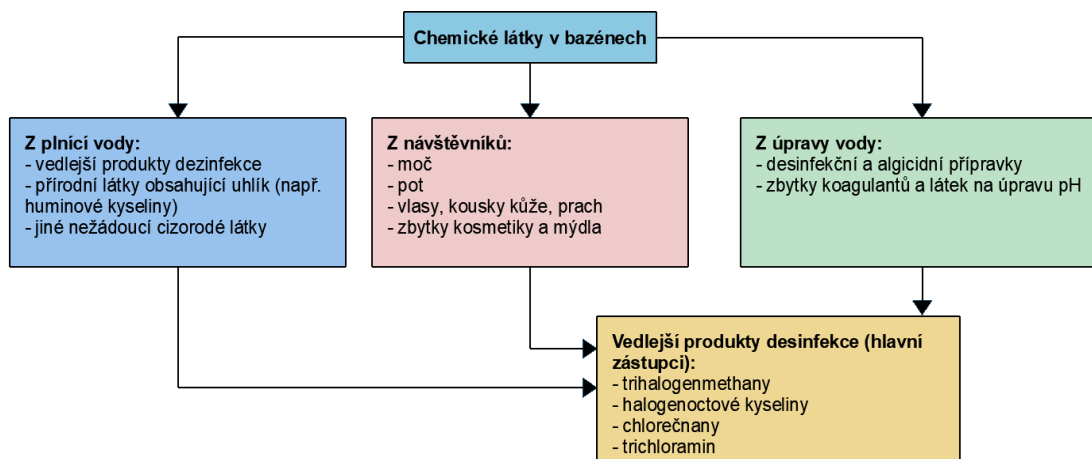 Chemické látky v bazénech
Z plnící vody:
- vedlejší produkty dezinfekce
- přírodní látky obsahující uhlík (např.
huminové kyseliny)
- jiné nežádoucí cizorodé látky
Z návštěvníků:
- moč
- pot
- vlasy, kousky kůže, prach
- zbytky kosmetiky a mýdla
Z úpravy vody:
- desinfekční a algicidní přípravky
- zbytky koagulantů a látek na úpravu pH
Vedlejší produkty desinfekce (hlavní
zástupci):
- trihalogenmethany
- halogenoctové kyseliny
- chlorečnany
- trichloramin